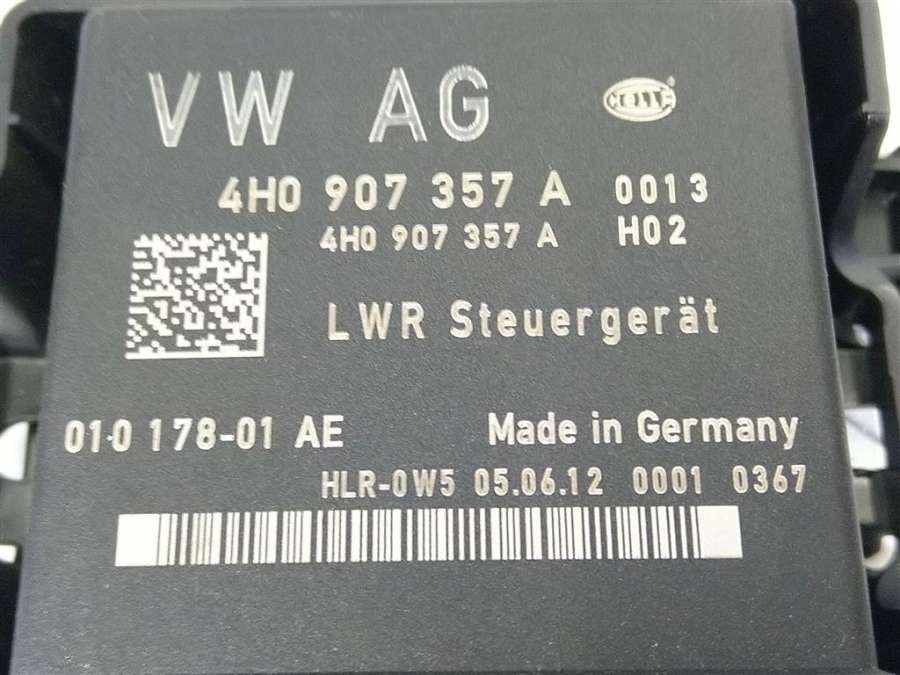 VW AG HELLA
4H0 907 357 A 0013
4H0 907 357 A H02
LWR Steuergerät
010 178-01 AE Made in Germany
HLR-0W5 05.06.12 0001 0367